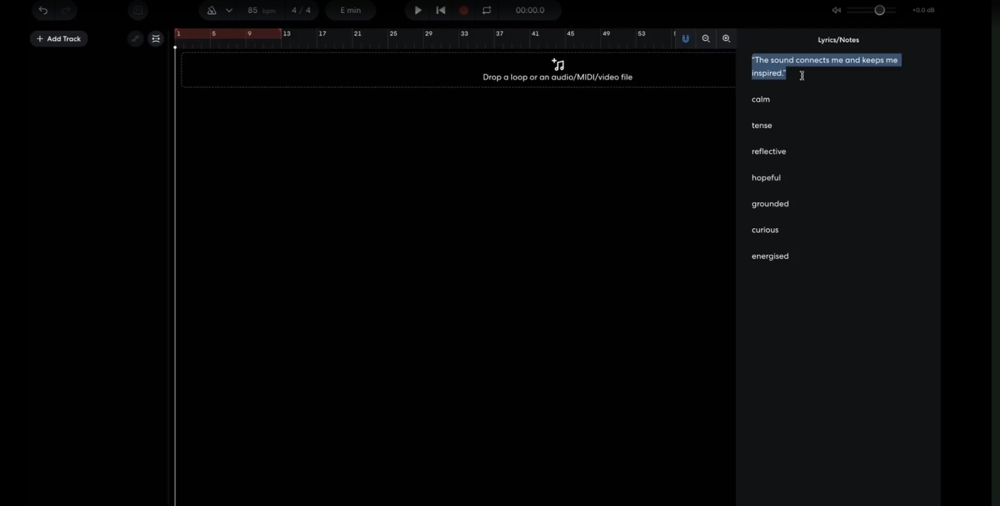 85 bpm 4 / 4 E min 00:00.0 +0.0 dB
+ Add Track
1 5 9 13 17 21 25 29 33 37 41 45 49 53
Lyrics/Notes
Drop a loop or an audio/MIDI/video file
“The sound connects me and keeps me
inspired.”
calm
tense
reflective
hopeful
grounded
curious
energised